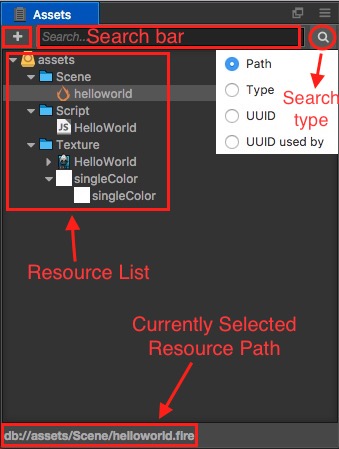 Assets
+
Search...
Search bar
assets
Path
Scene
helloworld
Type
Search
type
Script
UUID
JS HelloWorld
UUID used by
Texture
HelloWorld
singleColor
singleColor
Resource List
Currently Selected
Resource Path
db://assets/Scene/helloworld.fire